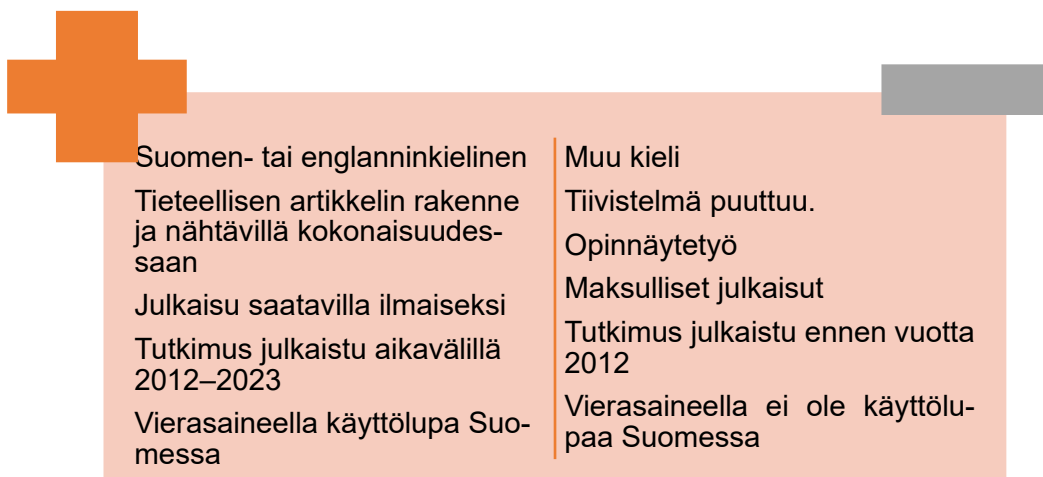 Suomen- tai englanninkielinen
Tieteellisen artikkelin rakenne
ja nähtävillä kokonaisuudes-
saan
Julkaisu saatavilla ilmaiseksi
Tutkimus julkaistu aikavälillä
2012–2023
Vierasaineella käyttölupa Suo-
messa
Muu kieli
Tiivistelmä puuttuu.
Opinnäytetyö
Maksulliset julkaisut
Tutkimus julkaistu ennen vuotta
2012
Vierasaineella ei ole käyttölu-
paa Suomessa